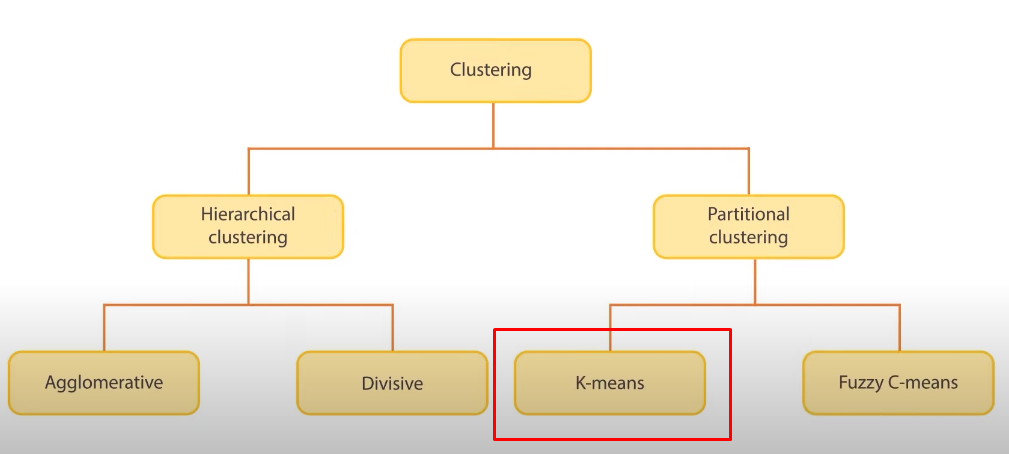 Clustering
Hierarchical
clustering
Partitional
clustering
Agglomerative
Divisive
K-means
Fuzzy C-means